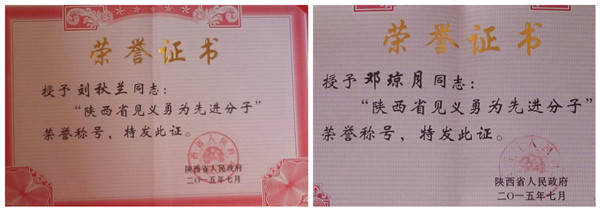 荣誉证书
授予刘秋兰同志：
“陕西省见义勇为先进分子”
荣誉称号，特发此证。
陕西省人民政府
二〇一五年七月
荣誉证书
授予邓琼月同志：
“陕西省见义勇为先进分子”
荣誉称号，特发此证。
陕西省人民政府
二〇一五年七月